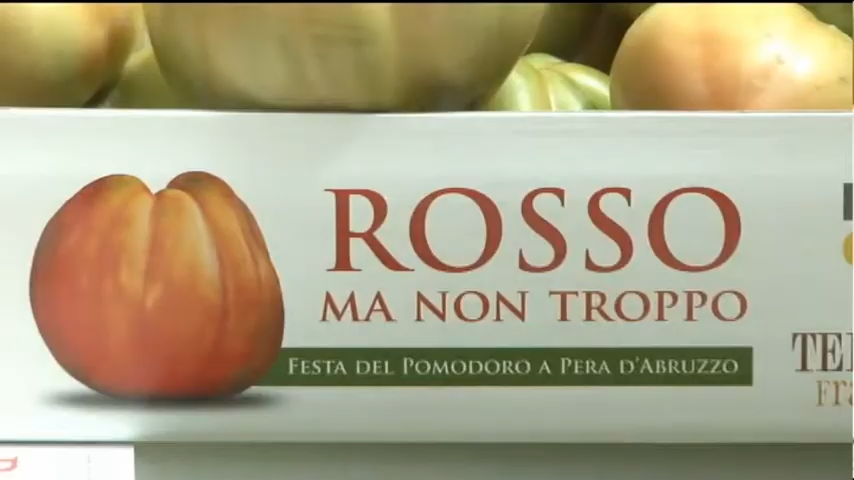 ROSSO
MA NON TROPPO
FESTA DEL POMODORO A PERA D'ABRUZZO